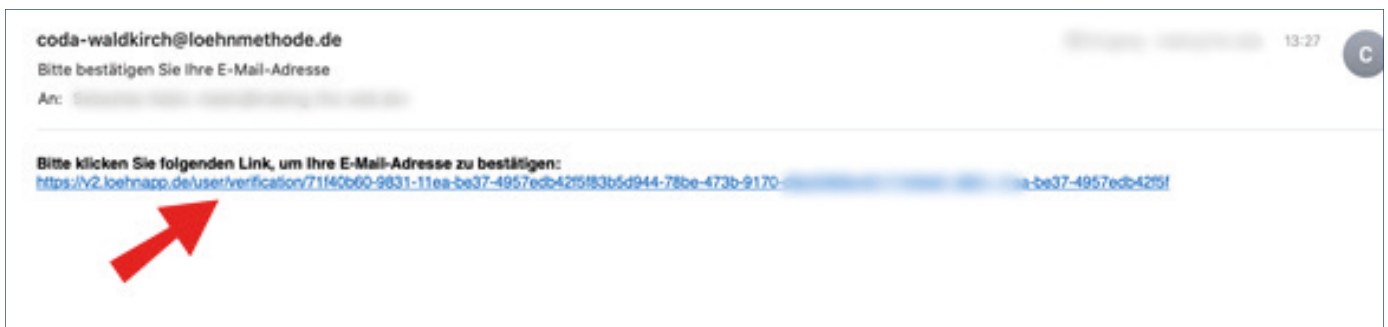 coda-waldkirch@loehnmethode.de
13:27
C
Bitte bestätigen Sie Ihre E-Mail-Adresse
An:
Bitte klicken Sie folgenden Link, um Ihre E-Mail-Adresse zu bestätigen:
https://v2.loehnapp.de/user/verification/71f40b60-9831-11ea-be37-4957edb42f5f83b5d944-78be-473b-9170- a-be37-4957edb42f5f